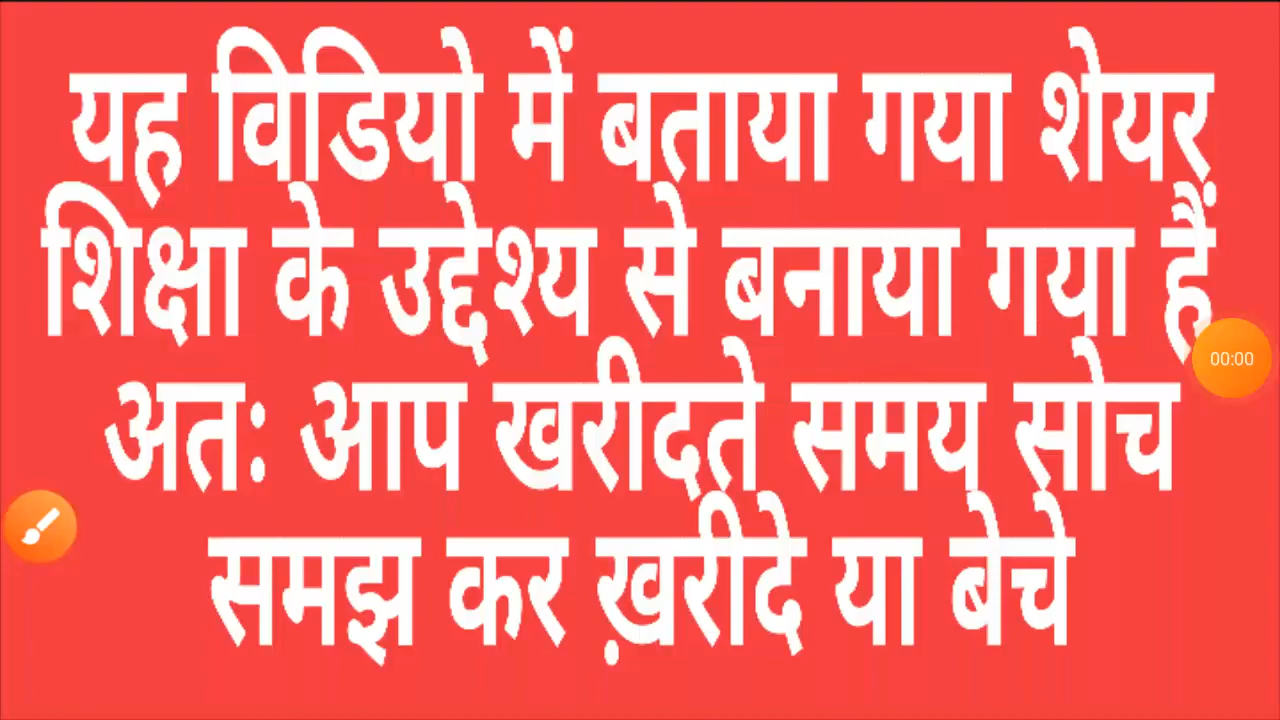 यह विडियो में बताया गया शेयर
शिक्षा के उद्देश्य से बनाया गया हैं
00:00
अतः आप खरीदते समय सोच
समझ कर ख़रीदे या बेचे